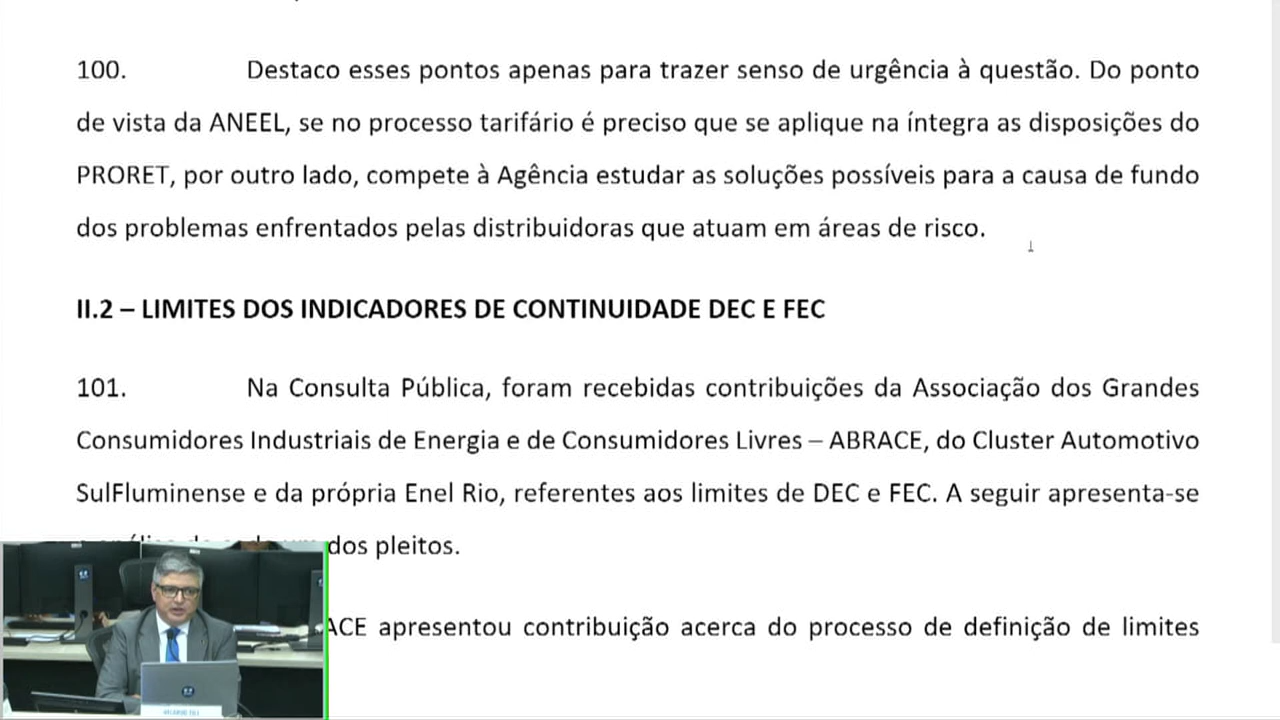 100. Destaco esses pontos apenas para trazer senso de urgência à questão. Do ponto
de vista da ANEEL, se no processo tarifário é preciso que se aplique na íntegra as disposições do
PRORET, por outro lado, compete à Agência estudar as soluções possíveis para a causa de fundo
dos problemas enfrentados pelas distribuidoras que atuam em áreas de risco.
II.2 – LIMITES DOS INDICADORES DE CONTINUIDADE DEC E FEC
101. Na Consulta Pública, foram recebidas contribuições da Associação dos Grandes
Consumidores Industriais de Energia e de Consumidores Livres – ABRACE, do Cluster Automotivo
SulFluminense e da própria Enel Rio, referentes aos limites de DEC e FEC. A seguir apresenta-se
dos pleitos.
ACE apresentou contribuição acerca do processo de definição de limites